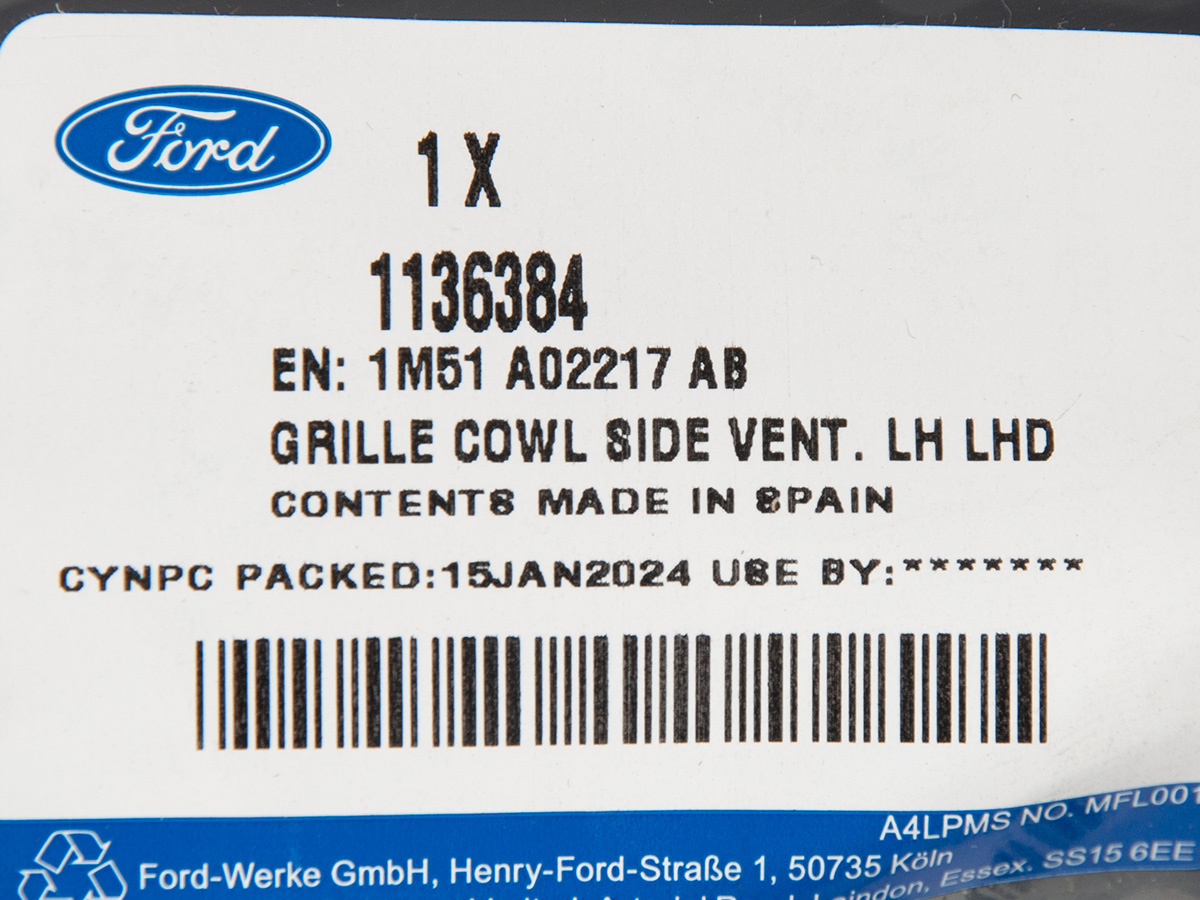 Ford
1 X
1136384
EN: 1M51 A02217 AB
GRILLE COWL SIDE VENT. LH LHD
CONTENTS MADE IN SPAIN
CYNPC PACKED:15JAN2024 USE BY:*******
A4LPMS NO. MFL001
Ford-Werke GmbH, Henry-Ford-Straße 1, 50735 Köln
Essex. SS15 6EE